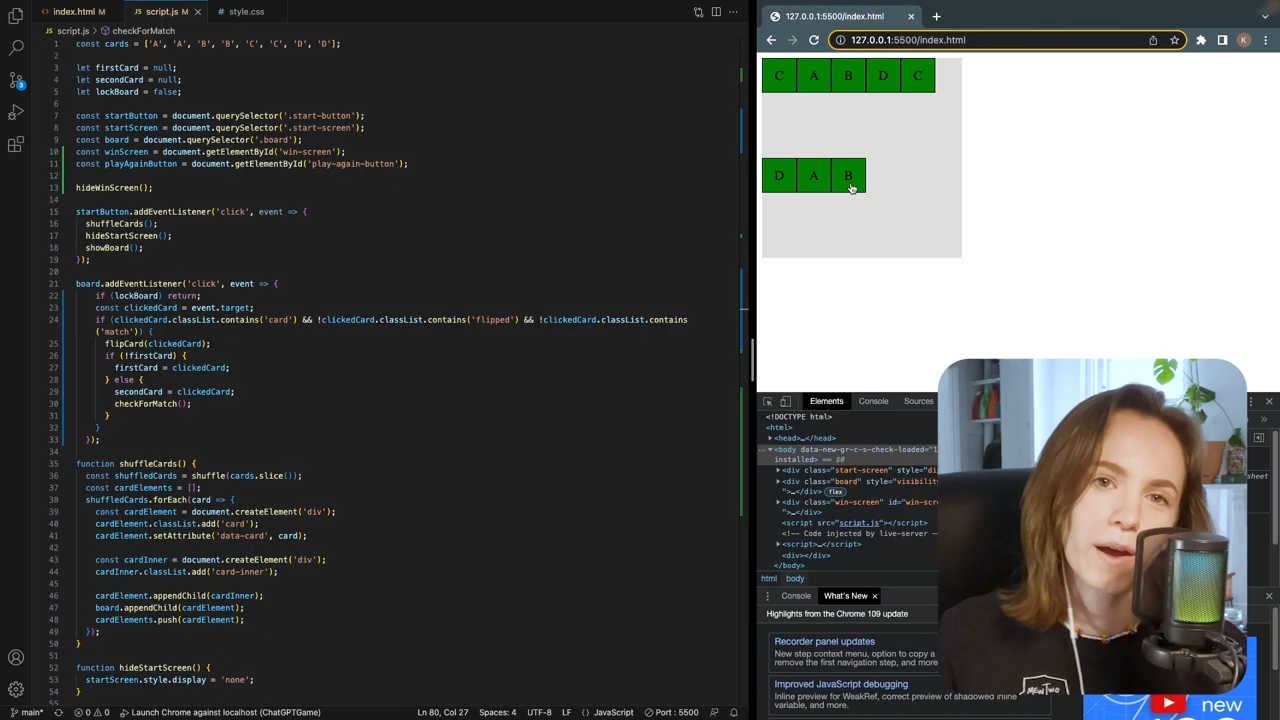 index.html M
script.js M
style.css
script.js > checkForMatch
1 const cards = ['A', 'A', 'B', 'B', 'C', 'C', 'D', 'D'];
2
3 let firstCard = null;
4 let secondCard = null;
5 let lockBoard = false;
6
7 const startButton = document.querySelector('.start-button');
8 const startScreen = document.querySelector('.start-screen');
9 const board = document.querySelector('.board');
10 const winScreen = document.getElementById('win-screen');
11 const playAgainButton = document.getElementById('play-again-button');
12
13 hideWinScreen();
14
15 startButton.addEventListener('click', event => {
16 shuffleCards();
17 hideStartScreen();
18 showBoard();
19 });
20
21 board.addEventListener('click', event => {
22 if (lockBoard) return;
23 const clickedCard = event.target;
24 if (clickedCard.classList.contains('card') && !clickedCard.classList.contains('flipped') && !clickedCard.classList.contains
('match')) {
25 flipCard(clickedCard);
26 if (!firstCard) {
27 firstCard = clickedCard;
28 } else {
29 secondCard = clickedCard;
30 checkForMatch();
31 }
32 }
33 });
34
35 function shuffleCards() {
36 const shuffledCards = shuffle(cards.slice());
37 const cardElements = [];
38 shuffledCards.forEach(card => {
39 const cardElement = document.createElement('div');
40 cardElement.classList.add('card');
41 cardElement.setAttribute('data-card', card);
42
43 const cardInner = document.createElement('div');
44 cardInner.classList.add('card-inner');
45
46 cardElement.appendChild(cardInner);
47 board.appendChild(cardElement);
48 cardElements.push(cardElement);
49 });
50 }
51
52 function hideStartScreen() {
53 startScreen.style.display = 'none';
54 }
3
main*
0 0
Launch Chrome against localhost (ChatGPTGame)
Ln 80, Col 27
Spaces: 4
UTF-8
LF
{ } JavaScript
Port : 5500
127.0.0.1:5500/index.html
127.0.0.1:5500/index.html
K
C A B D C
D A B
Elements
Console
Sources
<!DOCTYPE html>
<html>
<head>…</head>
<body data-new-gr-c-s-check-loaded="1
installed> == $0
<div class="start-screen" style="di
<div class="board" style="visibility
">…</div> flex
<div class="win-screen" id="win-scre
">…</div>
<script src="script.js"></script>
<!-- Code injected by live-server --
<script>…</script>
<div></div>
</body>
html body
Console
What's New
Highlights from the Chrome 109 update
Recorder panel updates
New step context menu, option to copy a
remove the first navigation step, and more
Improved JavaScript debugging
Inline preview for WeakRef, correct preview of shadowed inline
variable, and more.
MEWTWO
new